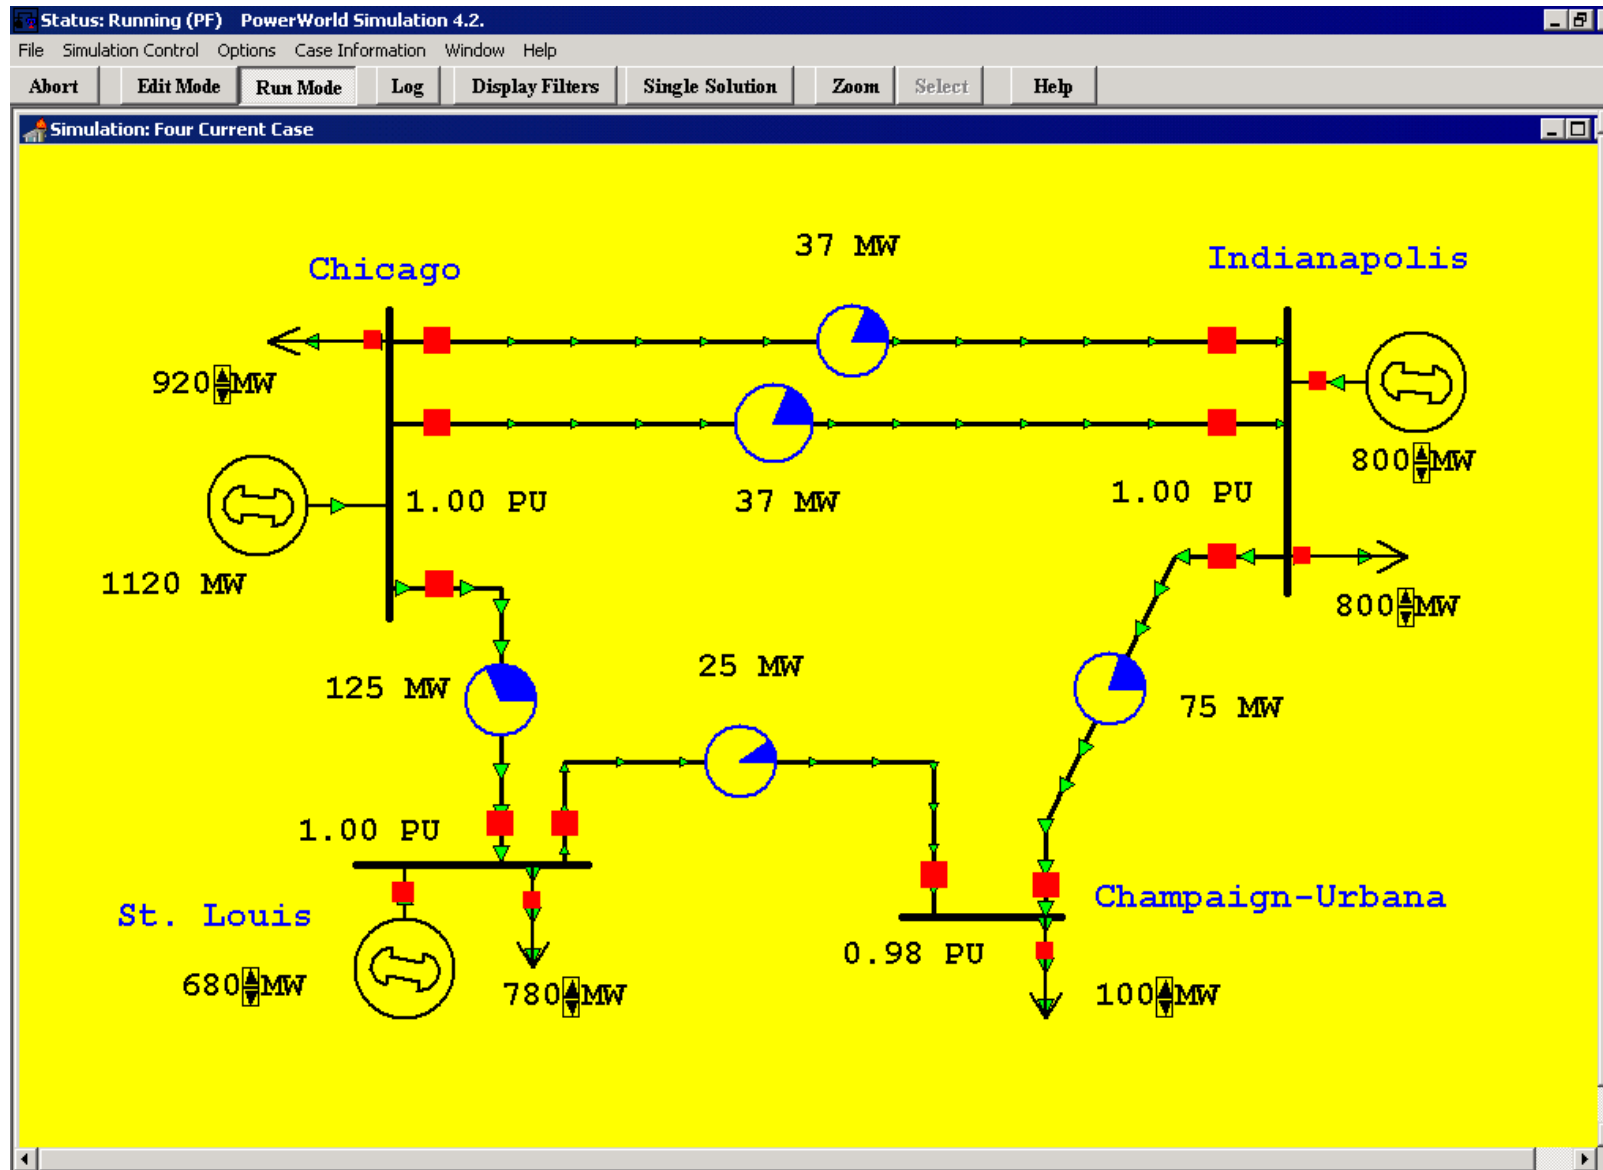 Status: Running (PF) PowerWorld Simulation 4.2.
File Simulation Control Options Case Information Window Help
Abort Edit Mode Run Mode Log Display Filters Single Solution Zoom Select Help
Simulation: Four Current Case
37 MW
Chicago
Indianapolis
920 MW
800 MW
1.00 PU
37 MW
1.00 PU
1120 MW
800 MW
125 MW
25 MW
75 MW
1.00 PU
St. Louis
Champaign-Urbana
0.98 PU
680 MW
780 MW
100 MW